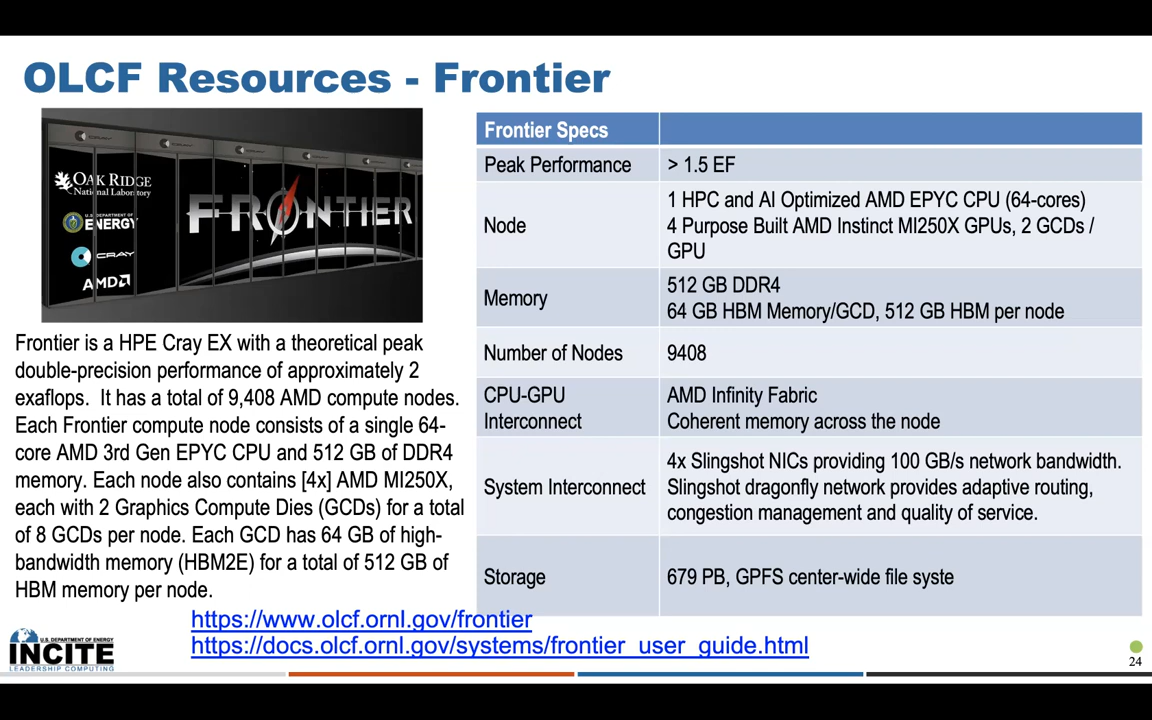 OLCF Resources - Frontier
OAK RIDGE
National Laboratory
U.S. DEPARTMENT OF
ENERGY
CRAY
AMD
FRONTIER
Frontier is a HPE Cray EX with a theoretical peak
double-precision performance of approximately 2
exaflops.  It has a total of 9,408 AMD compute nodes.
Each Frontier compute node consists of a single 64-
core AMD 3rd Gen EPYC CPU and 512 GB of DDR4
memory. Each node also contains [4x] AMD MI250X,
each with 2 Graphics Compute Dies (GCDs) for a total
of 8 GCDs per node. Each GCD has 64 GB of high-
bandwidth memory (HBM2E) for a total of 512 GB of
HBM memory per node.
Frontier Specs
Peak Performance
> 1.5 EF
Node
1 HPC and AI Optimized AMD EPYC CPU (64-cores)
4 Purpose Built AMD Instinct MI250X GPUs, 2 GCDs /
GPU
Memory
512 GB DDR4
64 GB HBM Memory/GCD, 512 GB HBM per node
Number of Nodes
9408
CPU-GPU
Interconnect
AMD Infinity Fabric
Coherent memory across the node
System Interconnect
4x Slingshot NICs providing 100 GB/s network bandwidth.
Slingshot dragonfly network provides adaptive routing,
congestion management and quality of service.
Storage
679 PB, GPFS center-wide file syste
https://www.olcf.ornl.gov/frontier
https://docs.olcf.ornl.gov/systems/frontier_user_guide.html
U.S. DEPARTMENT OF ENERGY
INCITE
LEADERSHIP COMPUTING
24